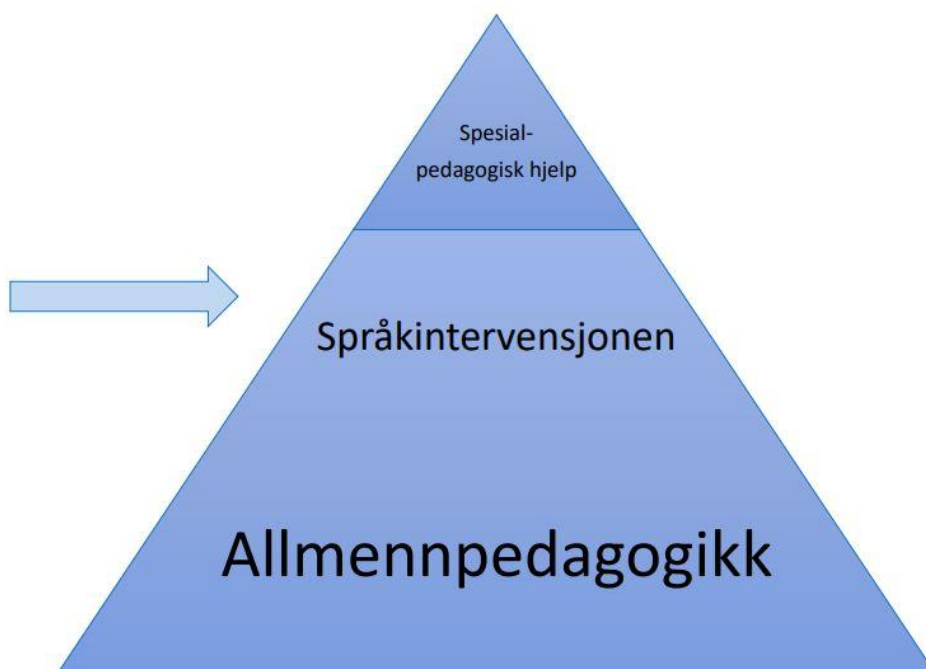 Spesial-
pedagogisk hjelp
Språkintervensjonen
Allmennpedagogikk